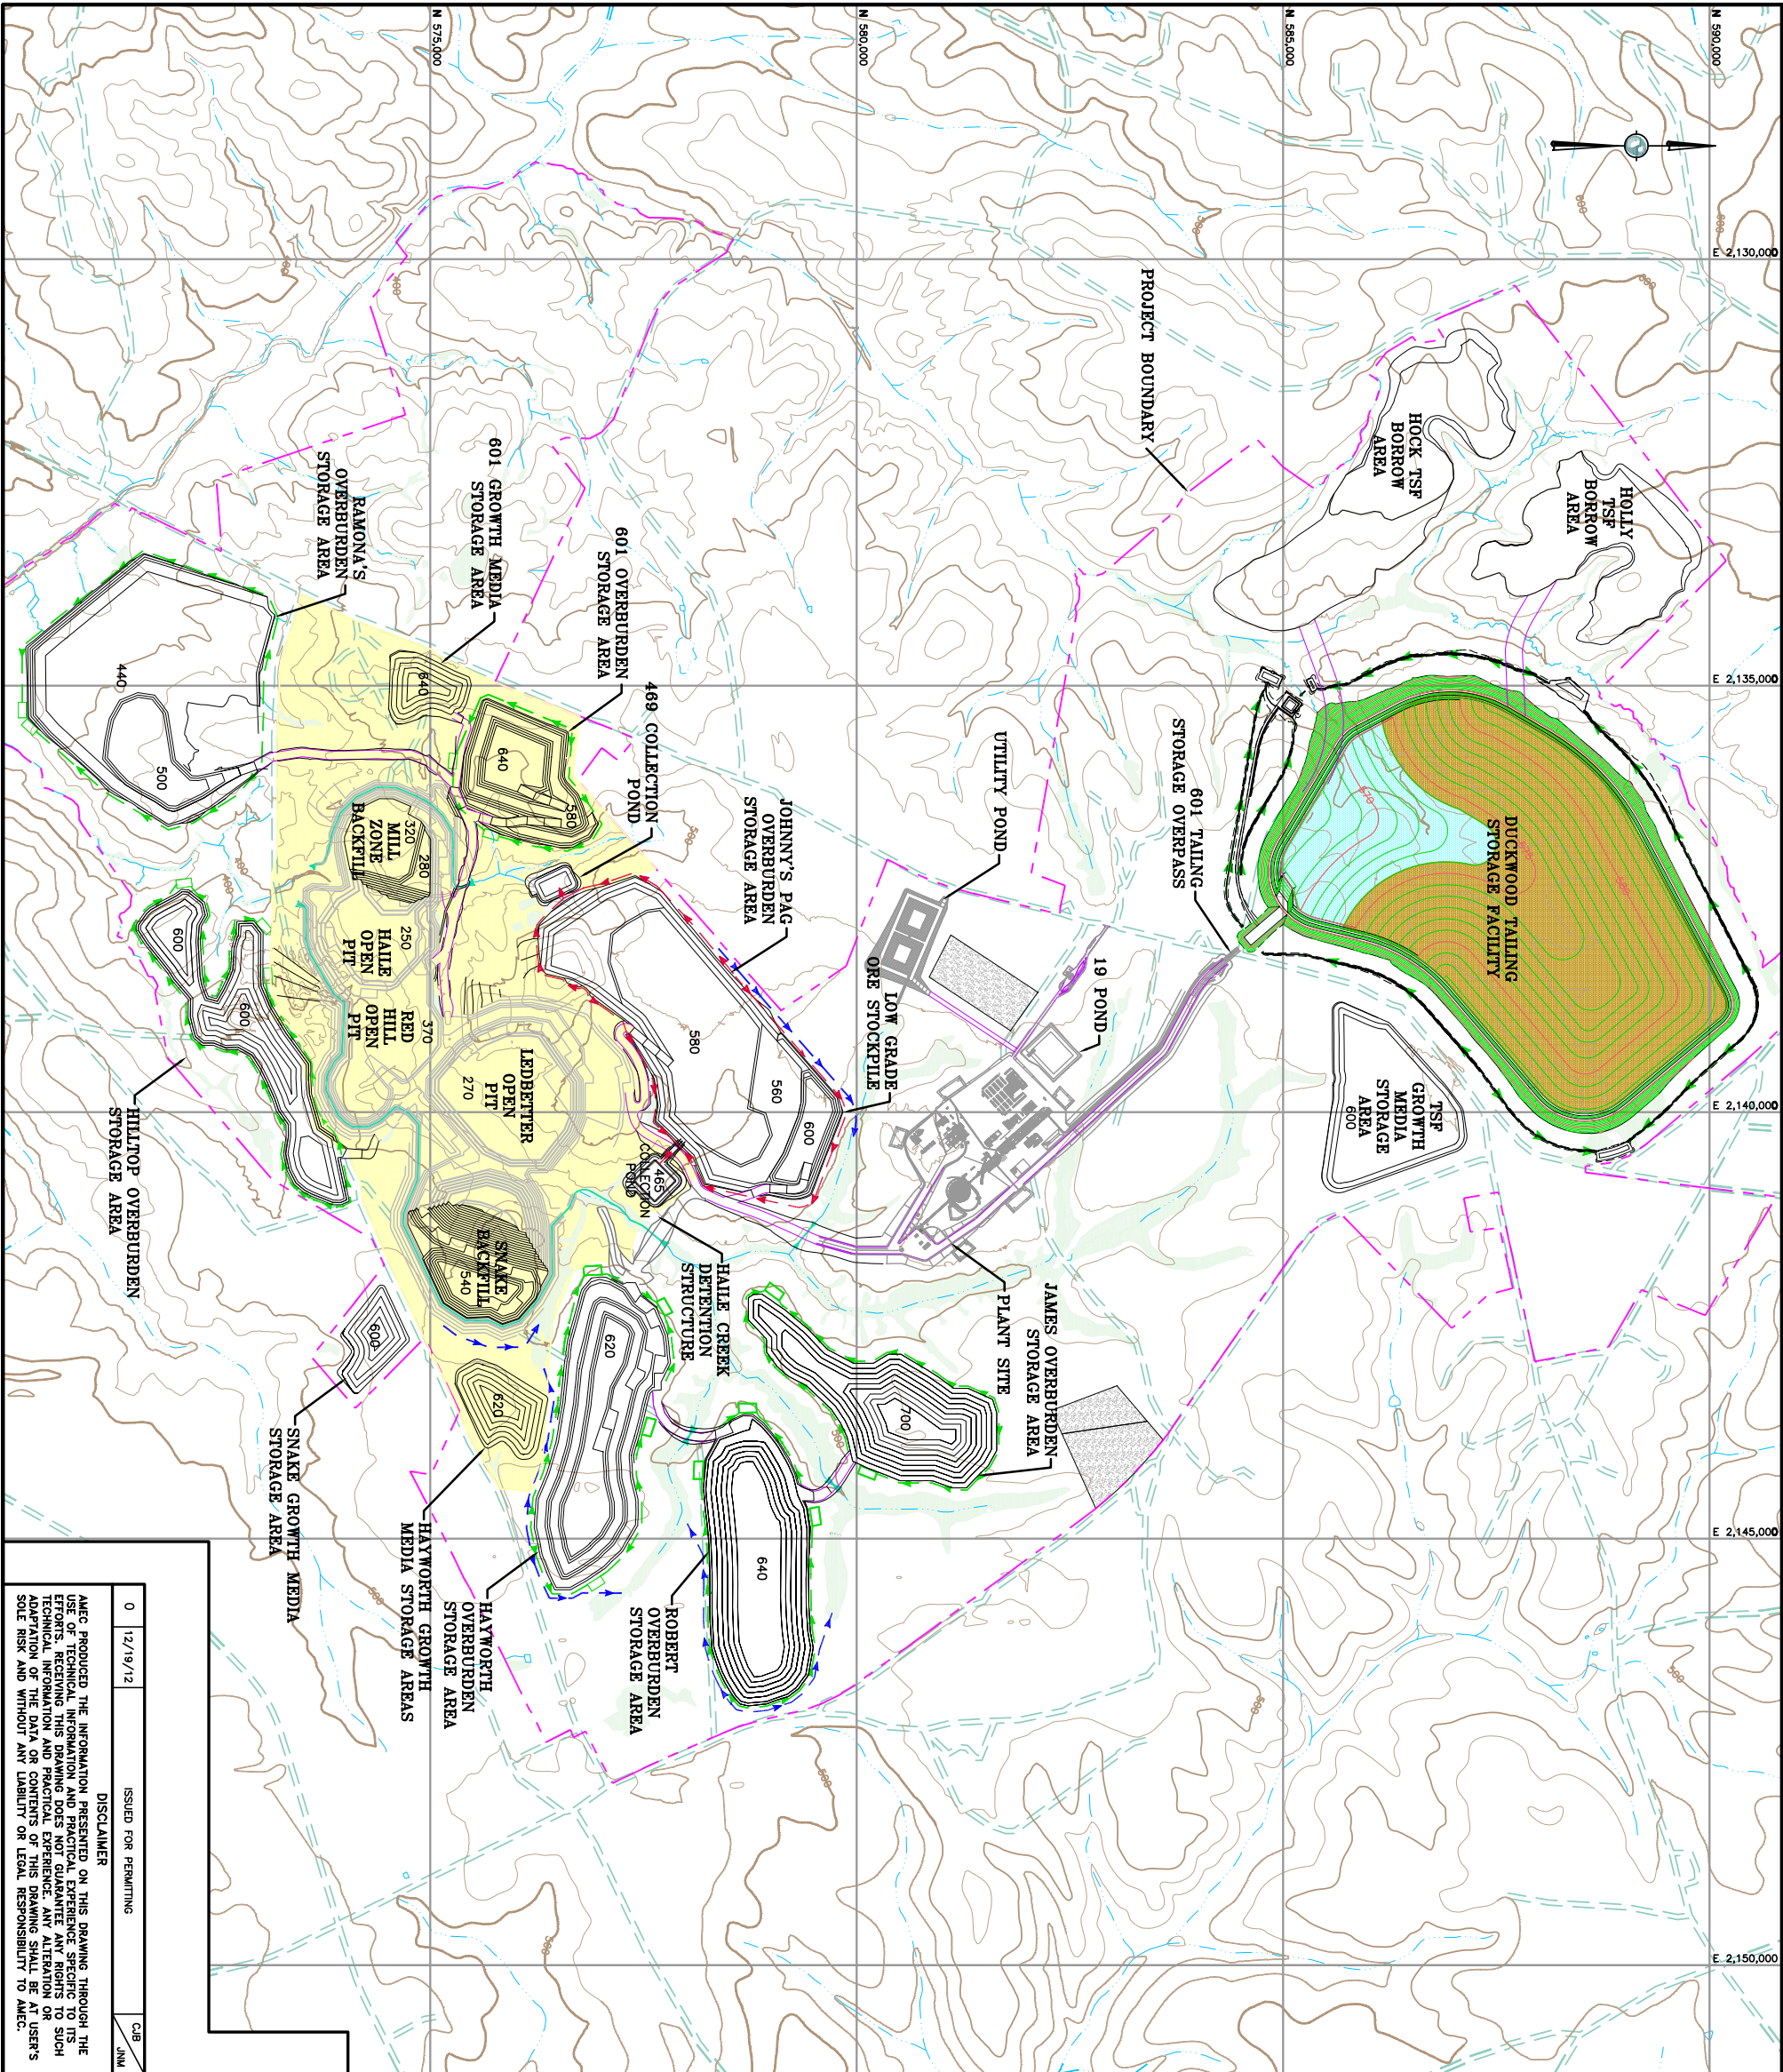 N 590,000
N 585,000
N 580,000
N 575,000
E 2,130,000
E 2,135,000
E 2,140,000
E 2,145,000
E 2,150,000
HOLLY
TSF
BORROW
AREA
HOCK TSF
BORROW
AREA
PROJECT BOUNDARY
DUCKWOOD TAILING
STORAGE FACILITY
TSF
GROWTH
MEDIA
STORAGE
AREA
600
601 TAILNG
STORAGE OVERPASS
UTILITY POND
19 POND
LOW GRADE
ORE STOCKPILE
PLANT SITE
JAMES OVERBURDEN
STORAGE AREA
700
JOHNNY'S PAG
OVERBURDEN
STORAGE AREA
580
560
600
469 COLLECTION
POND
601 OVERBURDEN
STORAGE AREA
640
580
601 GROWTH MEDIA
STORAGE AREA
640
RAMONA'S
OVERBURDEN
STORAGE AREA
440
500
MILL
ZONE
BACKFILL
320
280
250
HAILE
OPEN
PIT
370
RED
HILL
OPEN
PIT
LEDBETTER
OPEN
PIT
270
465
COLLECTION
POND
HAILE CREEK
DETENTION
STRUCTURE
SNAKE
BACKFILL
540
600
600
HILLTOP OVERBURDEN
STORAGE AREA
600
SNAKE GROWTH MEDIA
STORAGE AREA
620
HAYWORTH GROWTH
MEDIA STORAGE AREAS
620
HAYWORTH
OVERBURDEN
STORAGE AREA
640
ROBERT
OVERBURDEN
STORAGE AREA
0 12/19/12 ISSUED FOR PERMITTING CJB JNM
DISCLAIMER
AMEC PRODUCED THE INFORMATION PRESENTED ON THIS DRAWING THROUGH THE
USE OF TECHNICAL INFORMATION AND PRACTICAL EXPERIENCE SPECIFIC TO ITS
EFFORTS. RECEIVING THIS DRAWING DOES NOT GUARANTEE ANY RIGHTS TO SUCH
TECHNICAL INFORMATION AND PRACTICAL EXPERIENCE. ANY ALTERATION OR
ADAPTATION OF THE DATA OR CONTENTS OF THIS DRAWING SHALL BE AT USER'S
SOLE RISK AND WITHOUT ANY LIABILITY OR LEGAL RESPONSIBILITY TO AMEC.